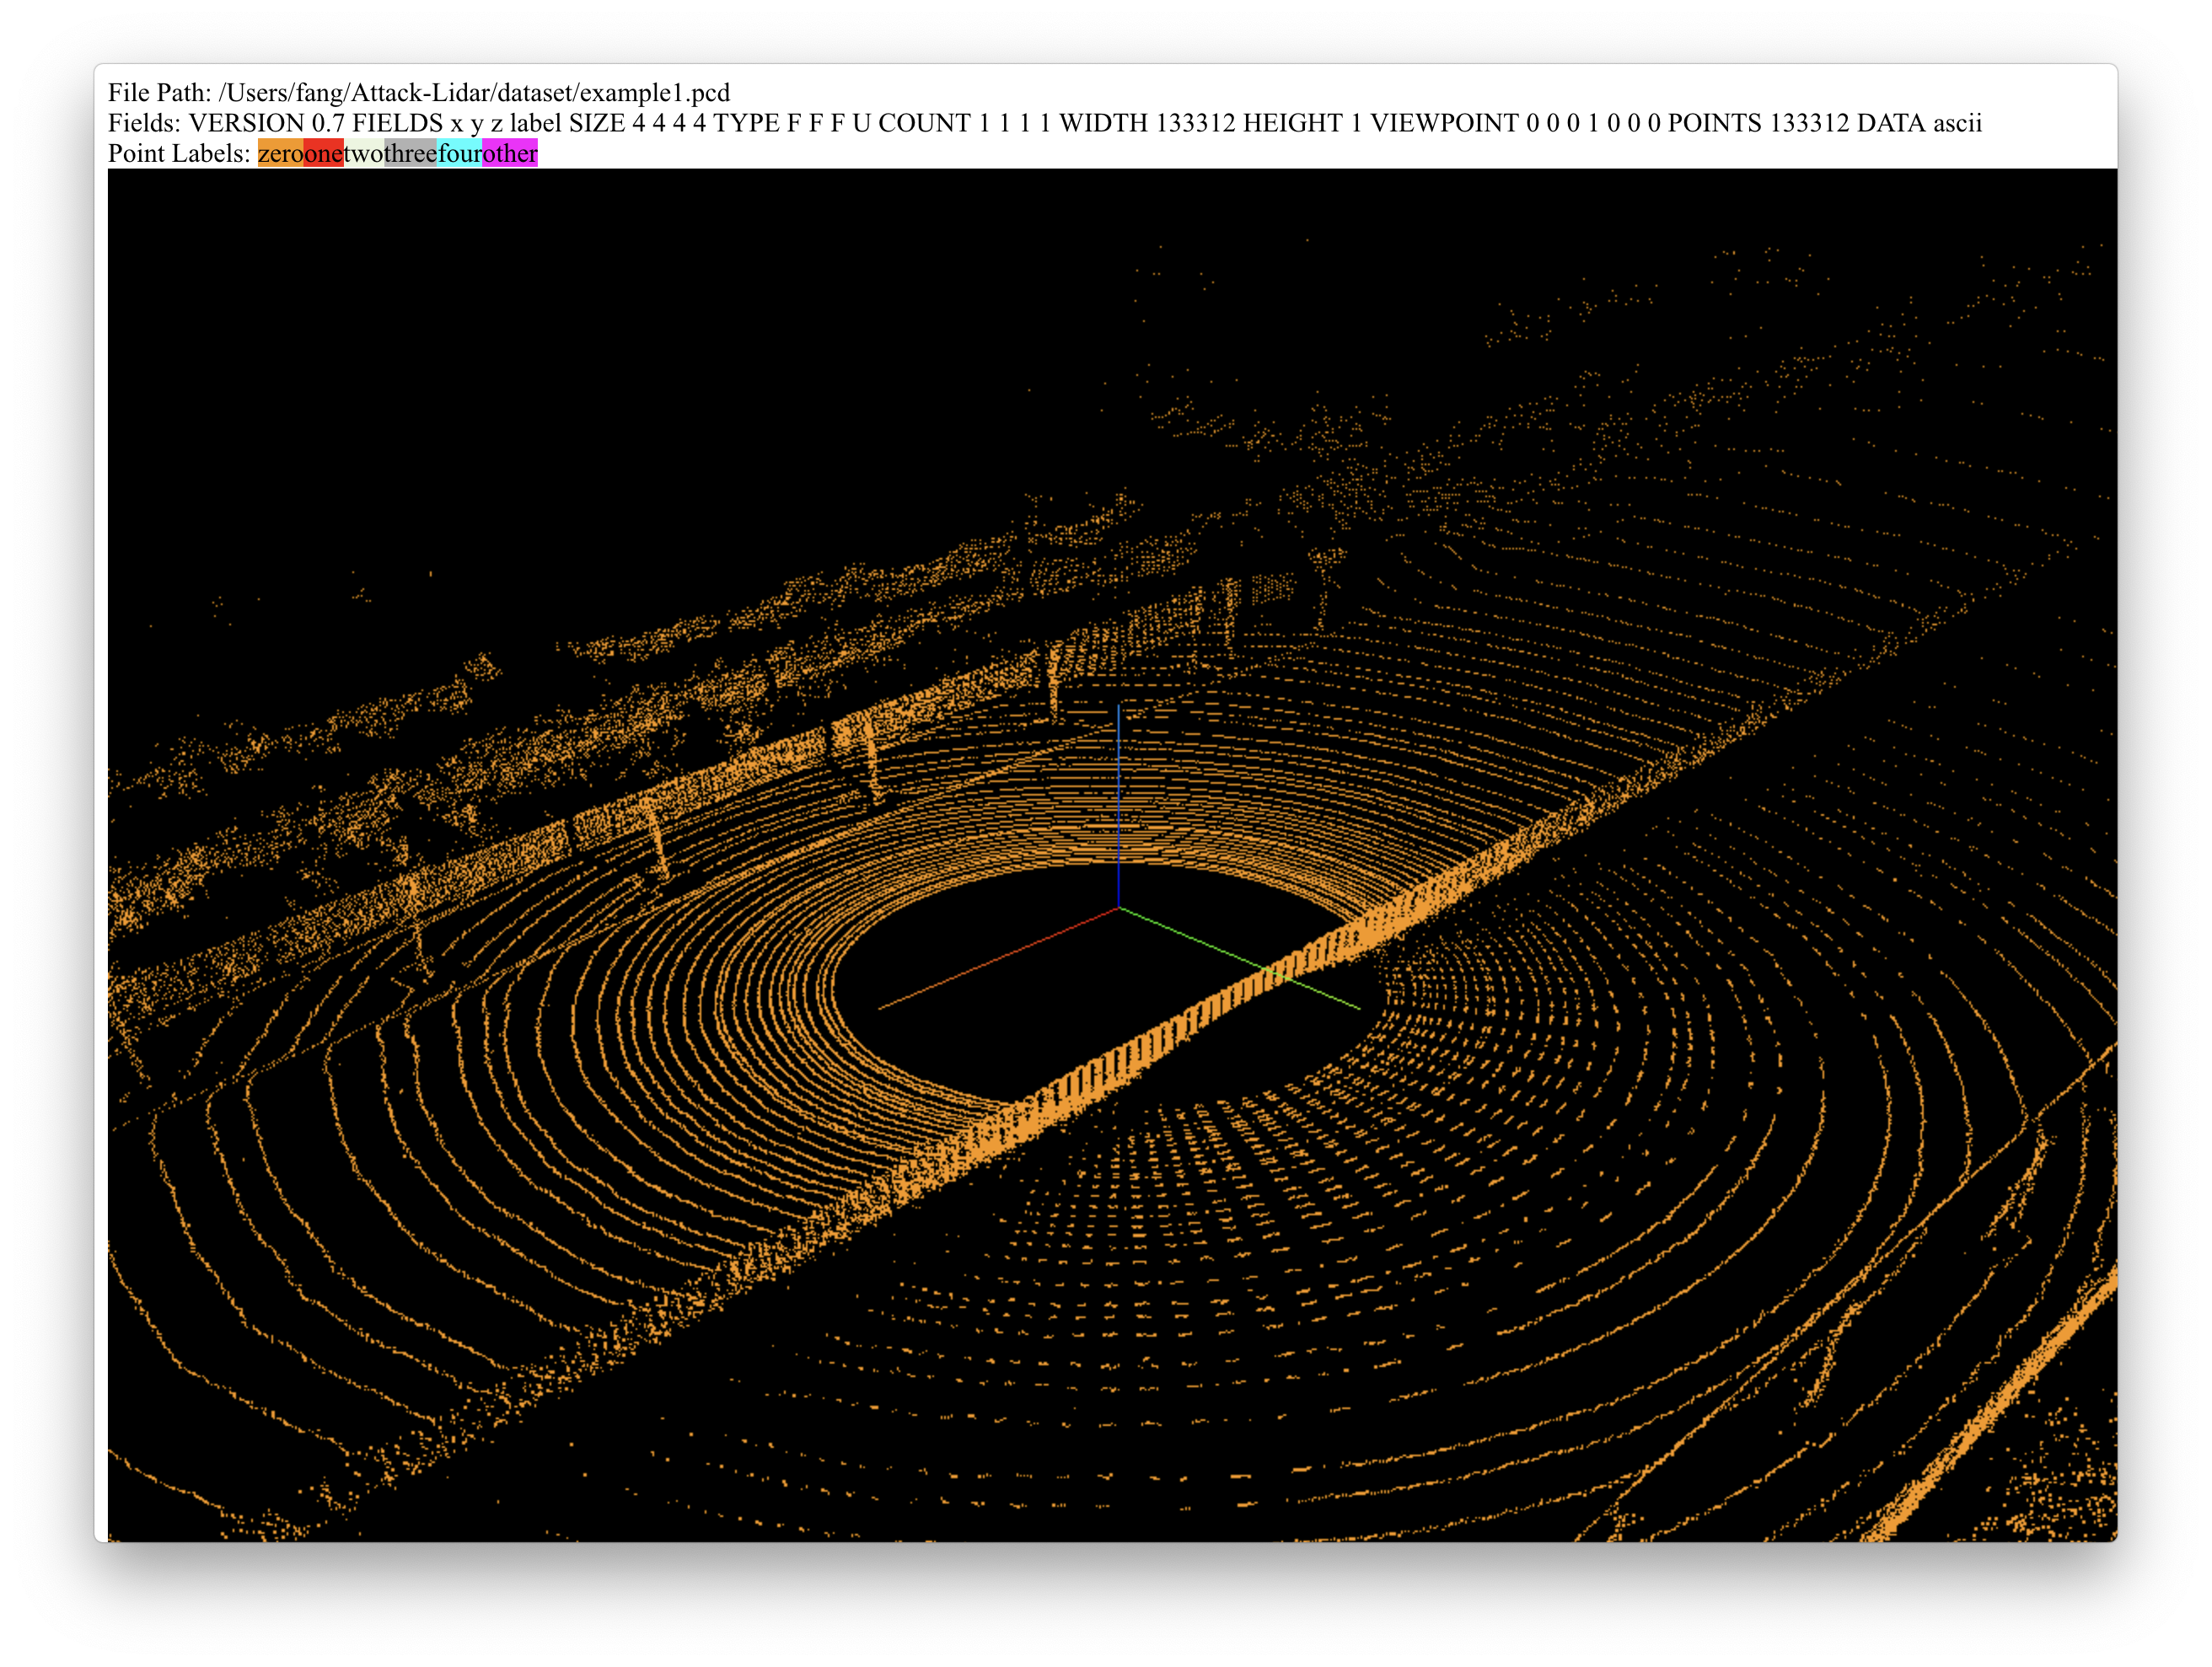 File Path: /Users/fang/Attack-Lidar/dataset/example1.pcd
Fields: VERSION 0.7 FIELDS x y z label SIZE 4 4 4 4 TYPE F F F U COUNT 1 1 1 1 WIDTH 133312 HEIGHT 1 VIEWPOINT 0 0 0 1 0 0 0 POINTS 133312 DATA ascii
Point Labels: zeroonetwothreefourother